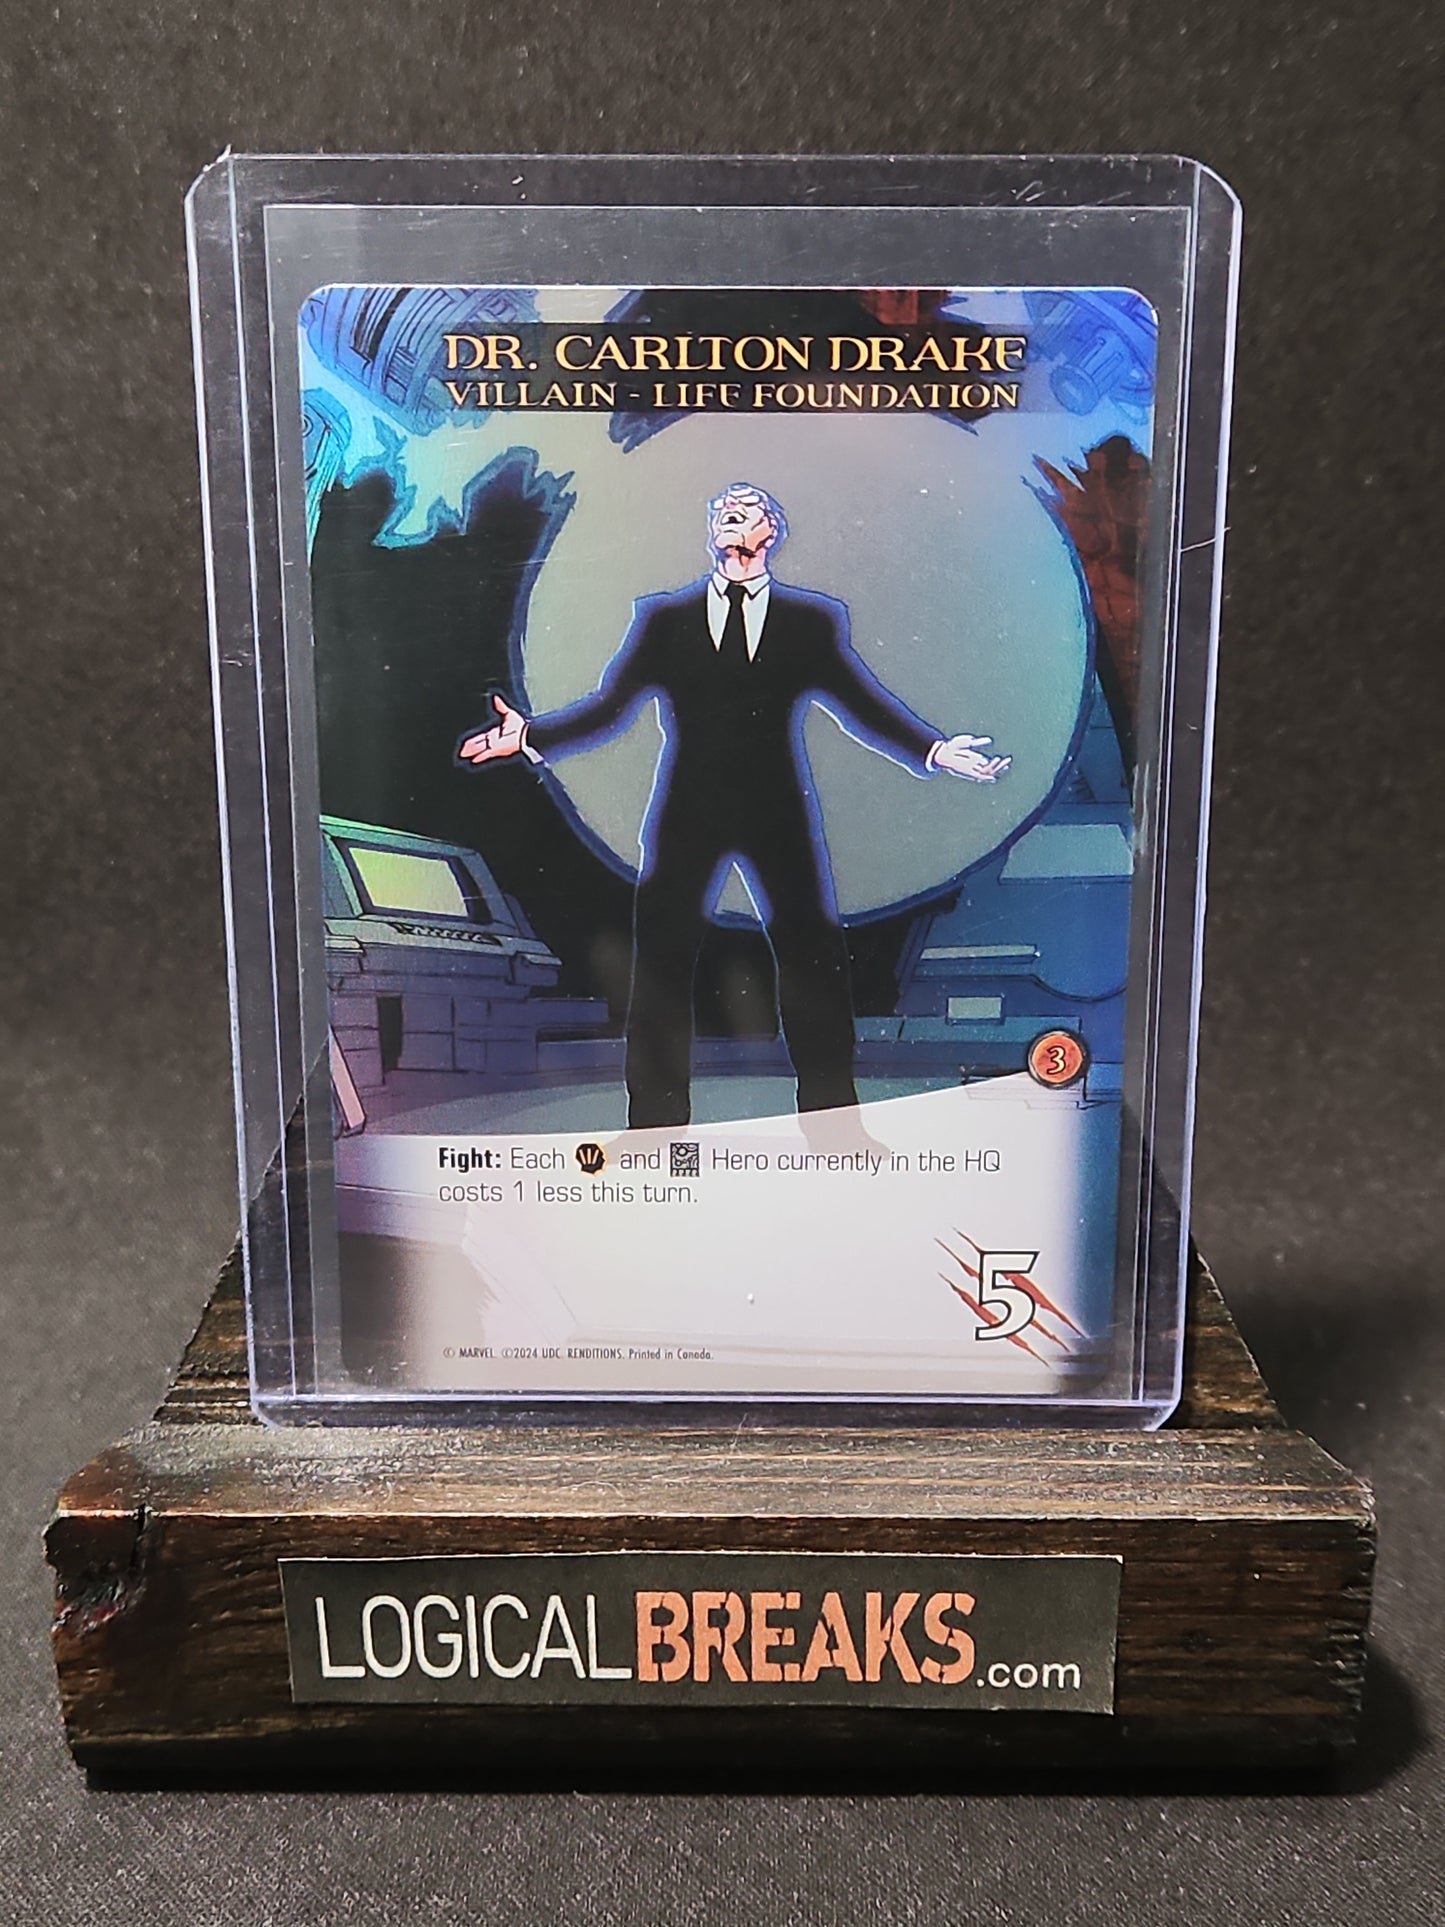 DR. CARLTON DRAKE
VILLAIN - LIFE FOUNDATION
3
Fight: Each and Hero currently in the HQ
costs 1 less this turn.
5
© MARVEL. ©2024 UDC. RENDITIONS. Printed in Canada.
LOGICALBREAKS.com